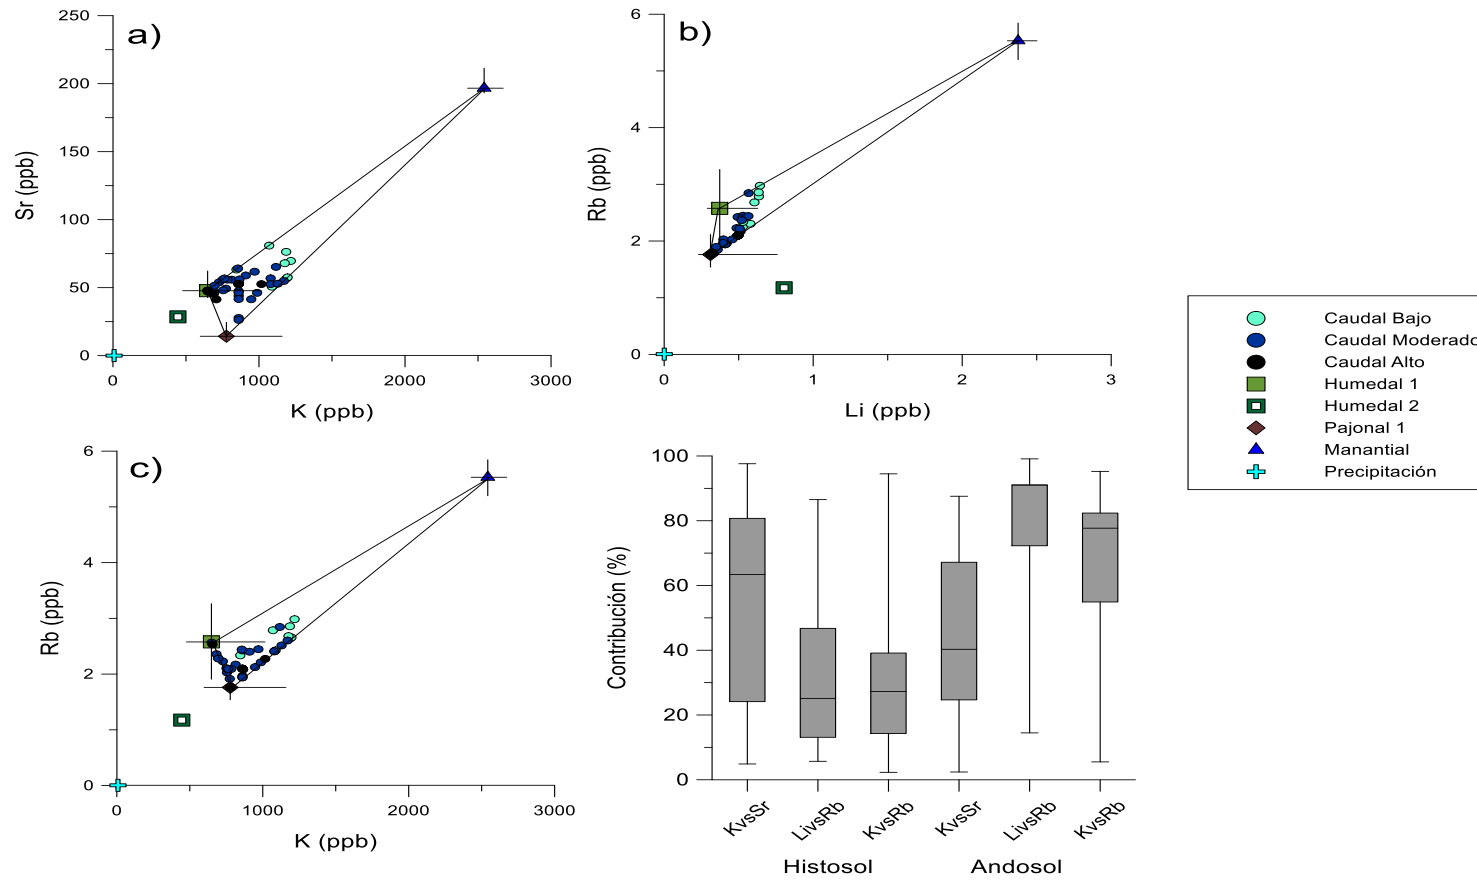 a)
250
200
150
100
50
0
Sr (ppb)
0
1000
2000
3000
K (ppb)
b)
6
4
2
0
Rb (ppb)
0
1
2
3
Li (ppb)
Caudal Bajo
Caudal Moderado
Caudal Alto
Humedal 1
Humedal 2
Pajonal 1
Manantial
Precipitación
c)
6
4
2
0
Rb (ppb)
0
1000
2000
3000
K (ppb)
100
80
60
40
20
0
Contribución (%)
KvsSr
LivsRb
KvsRb
KvsSr
LivsRb
KvsRb
Histosol
Andosol